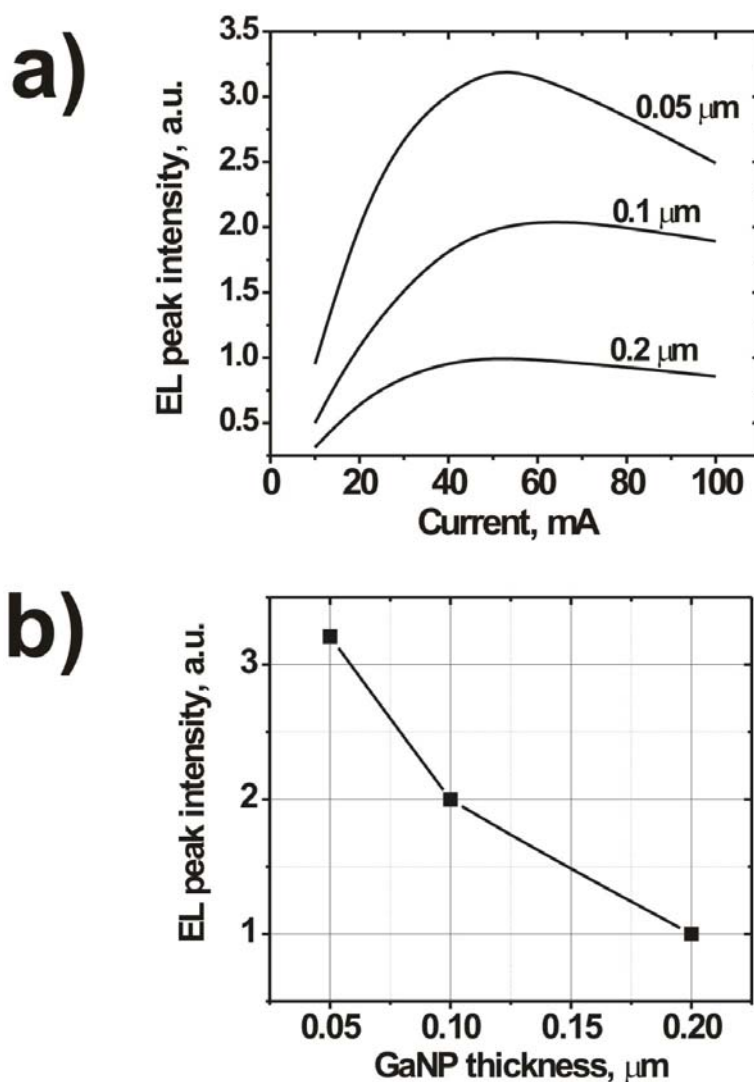 a)
EL peak intensity, a.u.
3.5
3.0
2.5
2.0
1.5
1.0
0.5
0.05 μm
0.1 μm
0.2 μm
0 20 40 60 80 100
Current, mA
b)
EL peak intensity, a.u.
3
2
1
0.05 0.10 0.15 0.20
GaNP thickness, μm